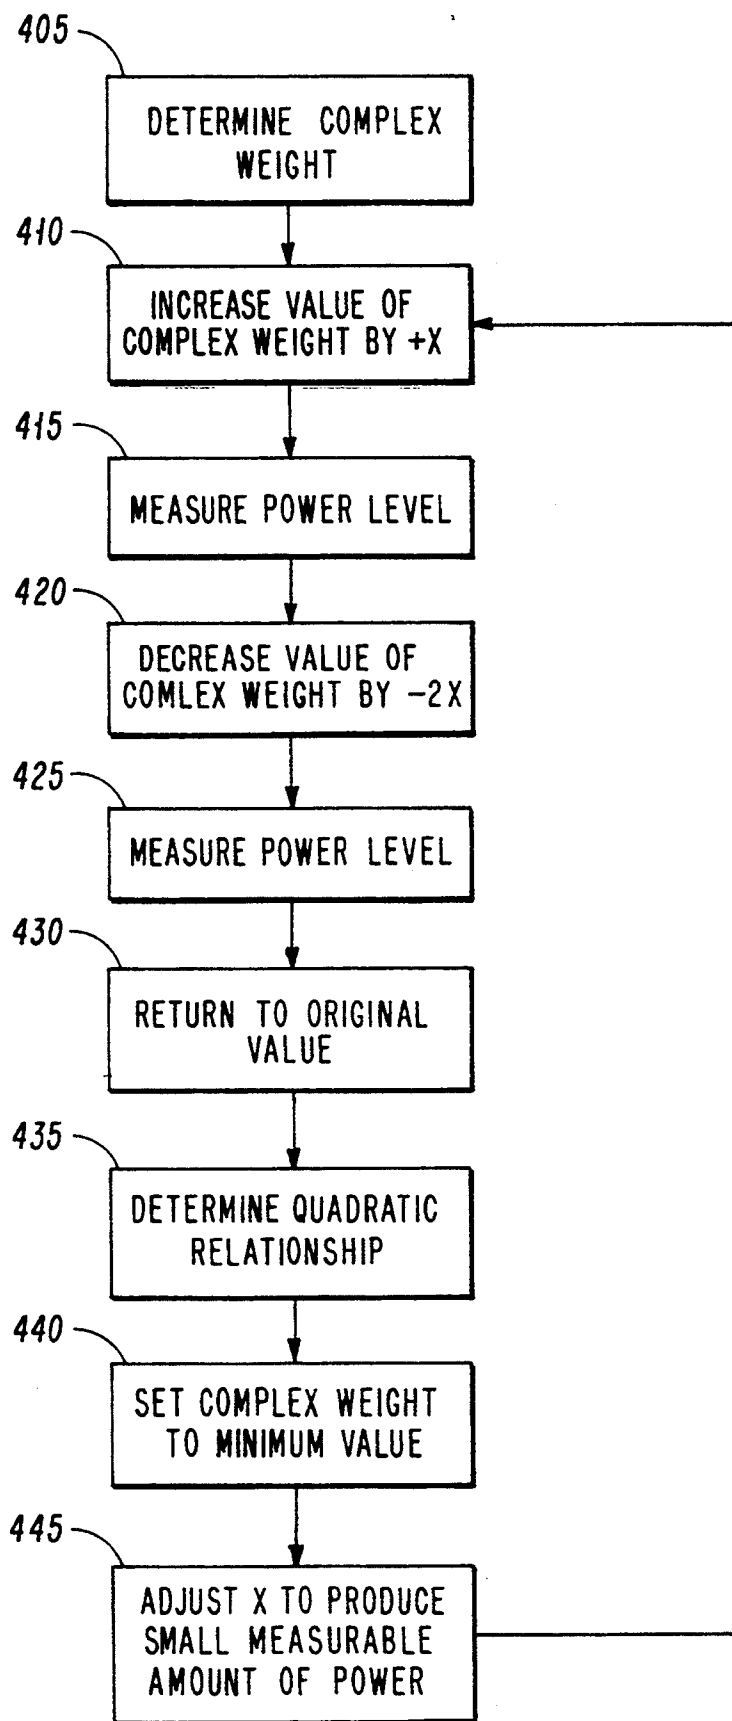 405
DETERMINE COMPLEX
WEIGHT
410
INCREASE VALUE OF
COMPLEX WEIGHT BY +X
415
MEASURE POWER LEVEL
420
DECREASE VALUE OF
COMLEX WEIGHT BY -2X
425
MEASURE POWER LEVEL
430
RETURN TO ORIGINAL
VALUE
435
DETERMINE QUADRATIC
RELATIONSHIP
440
SET COMPLEX WEIGHT
TO MINIMUM VALUE
445
ADJUST X TO PRODUCE
SMALL MEASURABLE
AMOUNT OF POWER